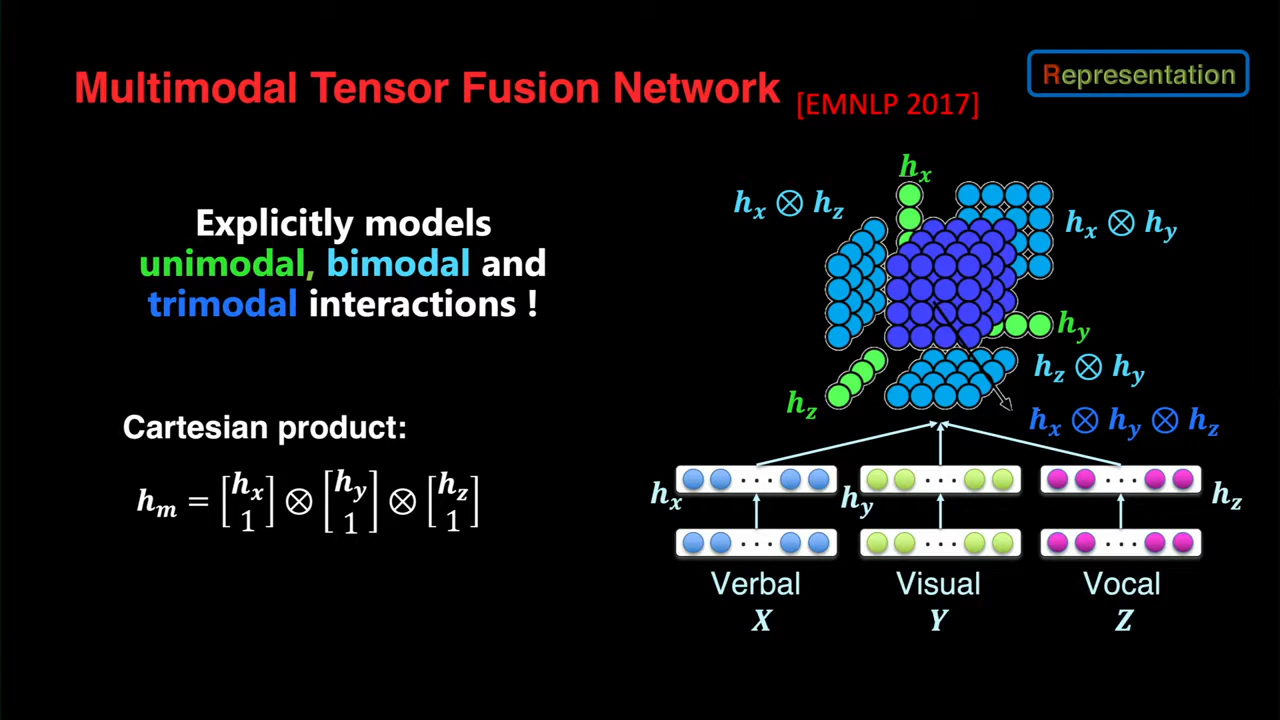 Multimodal Tensor Fusion Network [EMNLP 2017]
Representation
Explicitly models
unimodal, bimodal and
trimodal interactions !
Cartesian product:
h_m = [h_x 1] ⊗ [h_y 1] ⊗ [h_z 1]
h_x
h_x ⊗ h_z
h_x ⊗ h_y
h_y
h_z ⊗ h_y
h_z
h_x ⊗ h_y ⊗ h_z
h_x ··· h_y ··· ··· h_z
··· ··· ···
Verbal Visual Vocal
X Y Z